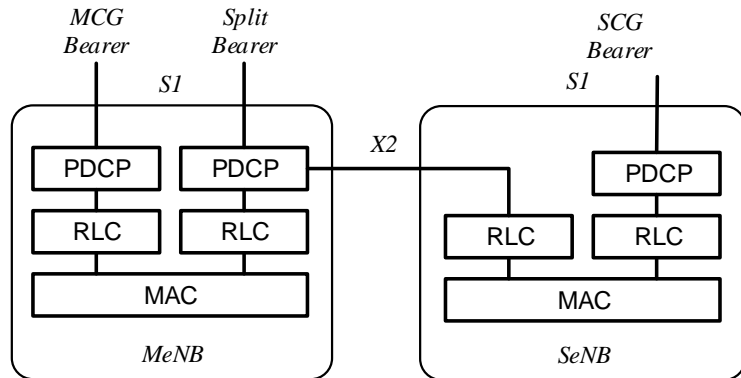 MCG
Bearer
Split
Bearer
SCG
Bearer
S1
S1
X2
PDCP
PDCP
PDCP
RLC
RLC
RLC
RLC
MAC
MAC
MeNB
SeNB